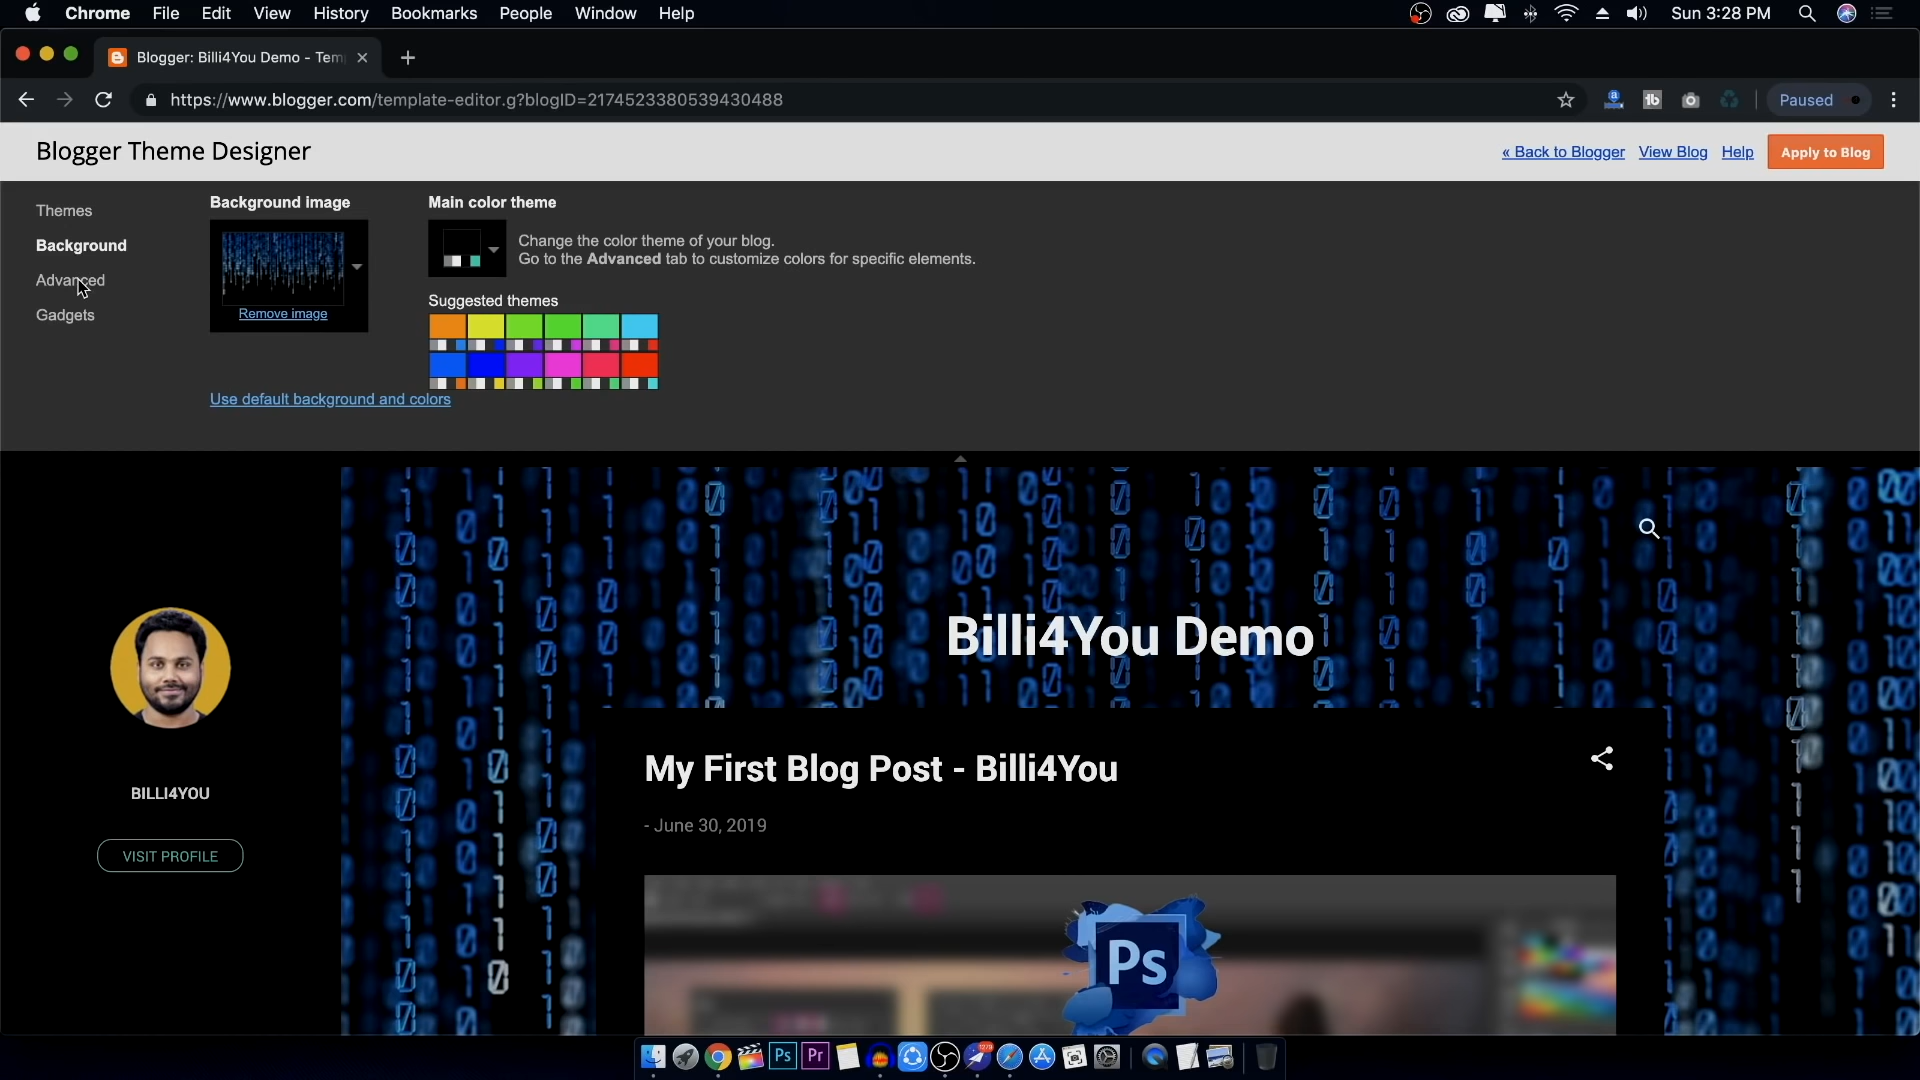 Chrome File Edit View History Bookmarks People Window Help Sun 3:28 PM
Blogger: Billi4You Demo - Tem
https://www.blogger.com/template-editor.g?blogID=2174523380539430488 Paused
Blogger Theme Designer
« Back to Blogger View Blog Help Apply to Blog
Themes
Background
Advanced
Gadgets
Background image
Remove image
Use default background and colors
Main color theme
Change the color theme of your blog.
Go to the Advanced tab to customize colors for specific elements.
Suggested themes
Billi4You Demo
BILLI4YOU
VISIT PROFILE
My First Blog Post - Billi4You
- June 30, 2019
Ps
Ps Pr